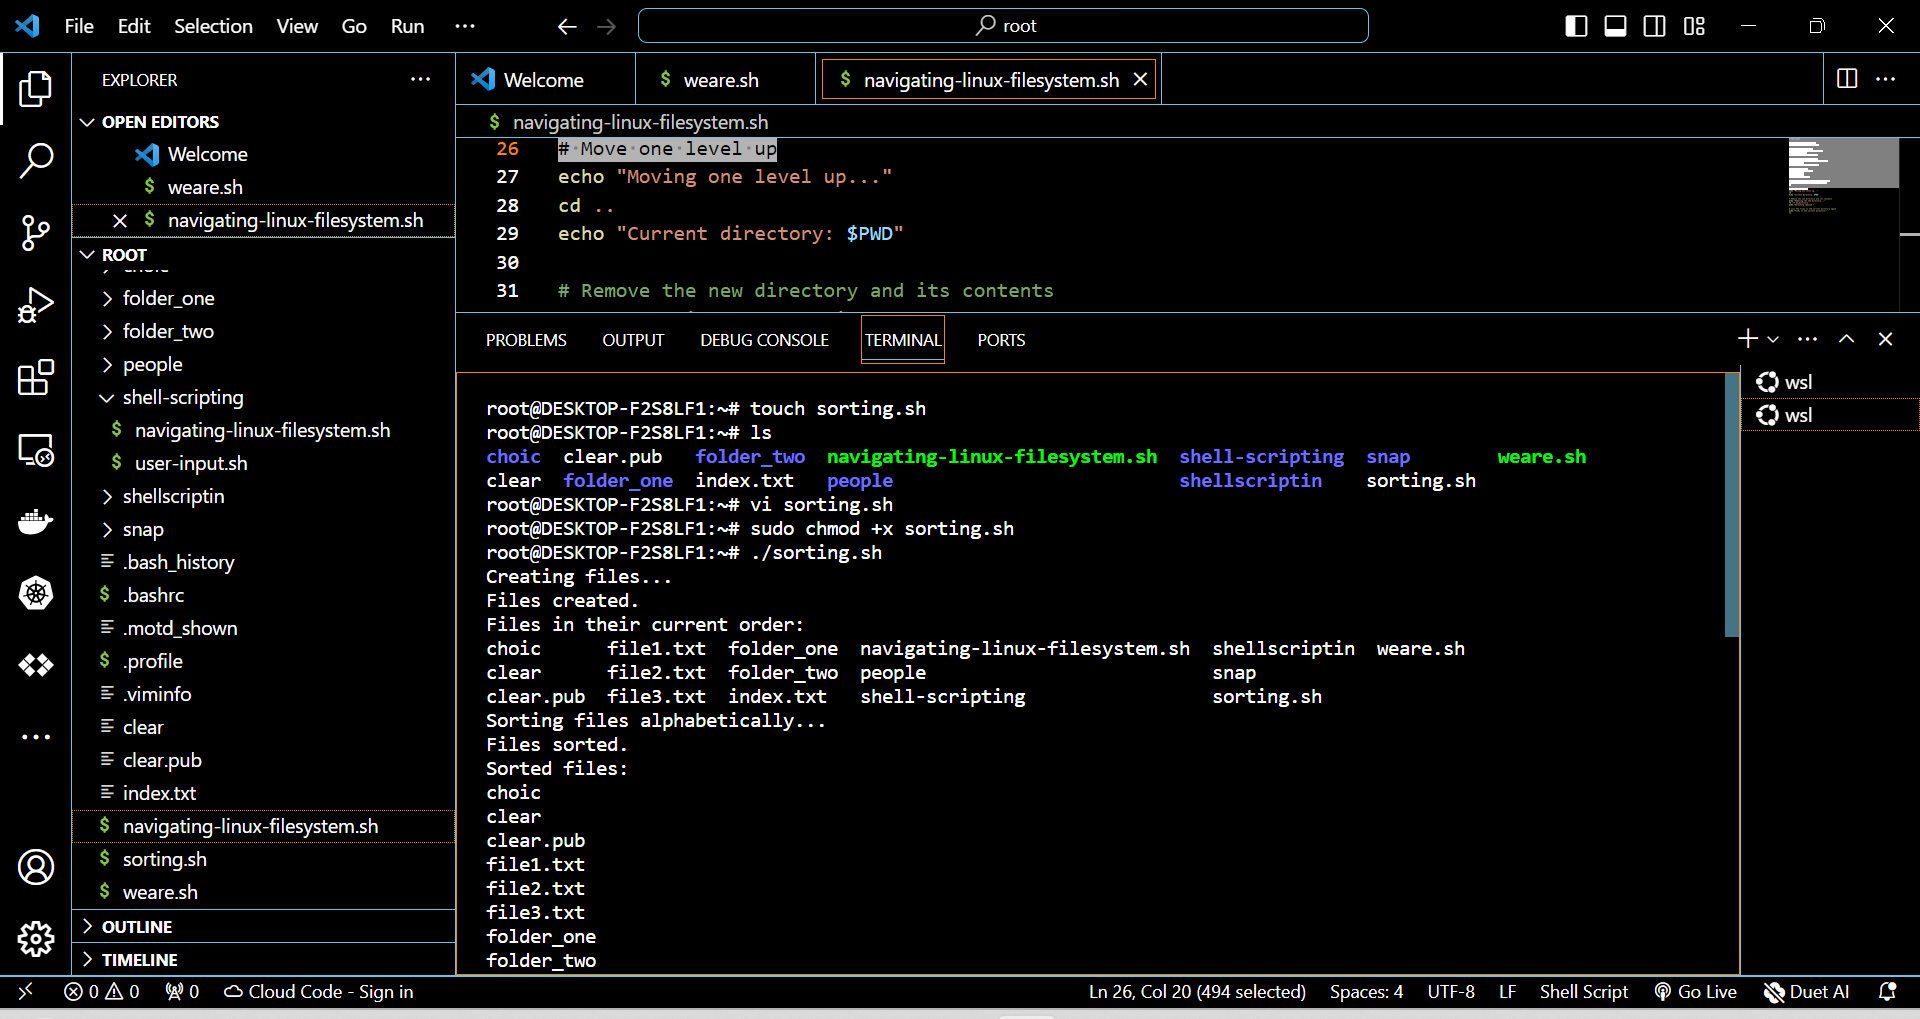 File Edit Selection View Go Run ···
root
EXPLORER
OPEN EDITORS
Welcome
weare.sh
navigating-linux-filesystem.sh
ROOT
folder_one
folder_two
people
shell-scripting
navigating-linux-filesystem.sh
user-input.sh
shellscriptin
snap
.bash_history
.bashrc
.motd_shown
.profile
.viminfo
clear
clear.pub
index.txt
navigating-linux-filesystem.sh
sorting.sh
weare.sh
OUTLINE
TIMELINE
Welcome
$ weare.sh
$ navigating-linux-filesystem.sh
$ navigating-linux-filesystem.sh
26 # Move one level up
27 echo "Moving one level up..."
28 cd ..
29 echo "Current directory: $PWD"
30
31 # Remove the new directory and its contents
PROBLEMS OUTPUT DEBUG CONSOLE TERMINAL PORTS
root@DESKTOP-F2S8LF1:~# touch sorting.sh
root@DESKTOP-F2S8LF1:~# ls
choic clear.pub folder_two navigating-linux-filesystem.sh shell-scripting snap weare.sh
clear folder_one index.txt people shellscriptin sorting.sh
root@DESKTOP-F2S8LF1:~# vi sorting.sh
root@DESKTOP-F2S8LF1:~# sudo chmod +x sorting.sh
root@DESKTOP-F2S8LF1:~# ./sorting.sh
Creating files...
Files created.
Files in their current order:
choic file1.txt folder_one navigating-linux-filesystem.sh shellscriptin weare.sh
clear file2.txt folder_two people snap
clear.pub file3.txt index.txt shell-scripting sorting.sh
Sorting files alphabetically...
Files sorted.
Sorted files:
choic
clear
clear.pub
file1.txt
file2.txt
file3.txt
folder_one
folder_two
wsl
wsl
0 0 0 Cloud Code - Sign in
Ln 26, Col 20 (494 selected) Spaces: 4 UTF-8 LF Shell Script Go Live Duet AI